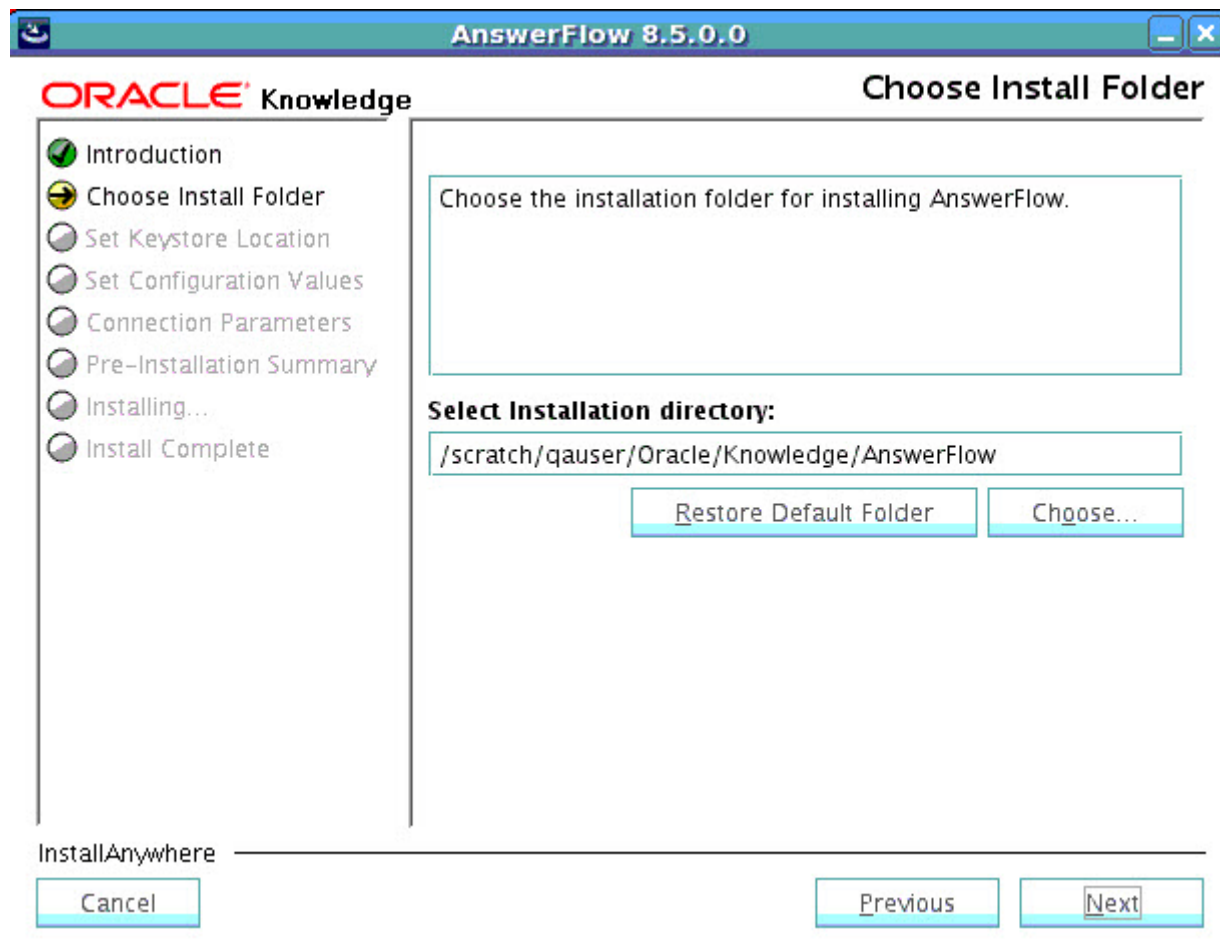 AnswerFlow 8.5.0.0
ORACLE Knowledge
Choose Install Folder
Introduction
Choose Install Folder
Set Keystore Location
Set Configuration Values
Connection Parameters
Pre-Installation Summary
Installing...
Install Complete
Choose the installation folder for installing AnswerFlow.
Select Installation directory:
/scratch/qauser/Oracle/Knowledge/AnswerFlow
Restore Default Folder
Choose...
InstallAnywhere
Cancel
Previous
Next